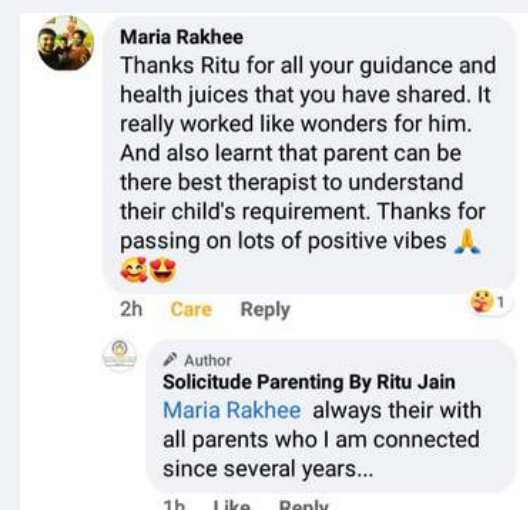 Maria Rakhee
Thanks Ritu for all your guidance and
health juices that you have shared. It
really worked like wonders for him.
And also learnt that parent can be
there best therapist to understand
their child's requirement. Thanks for
passing on lots of positive vibes 🙏
🥰😍
2h Care Reply
1
Author
Solicitude Parenting By Ritu Jain
Maria Rakhee always their with
all parents who I am connected
since several years...
1h Like Reply